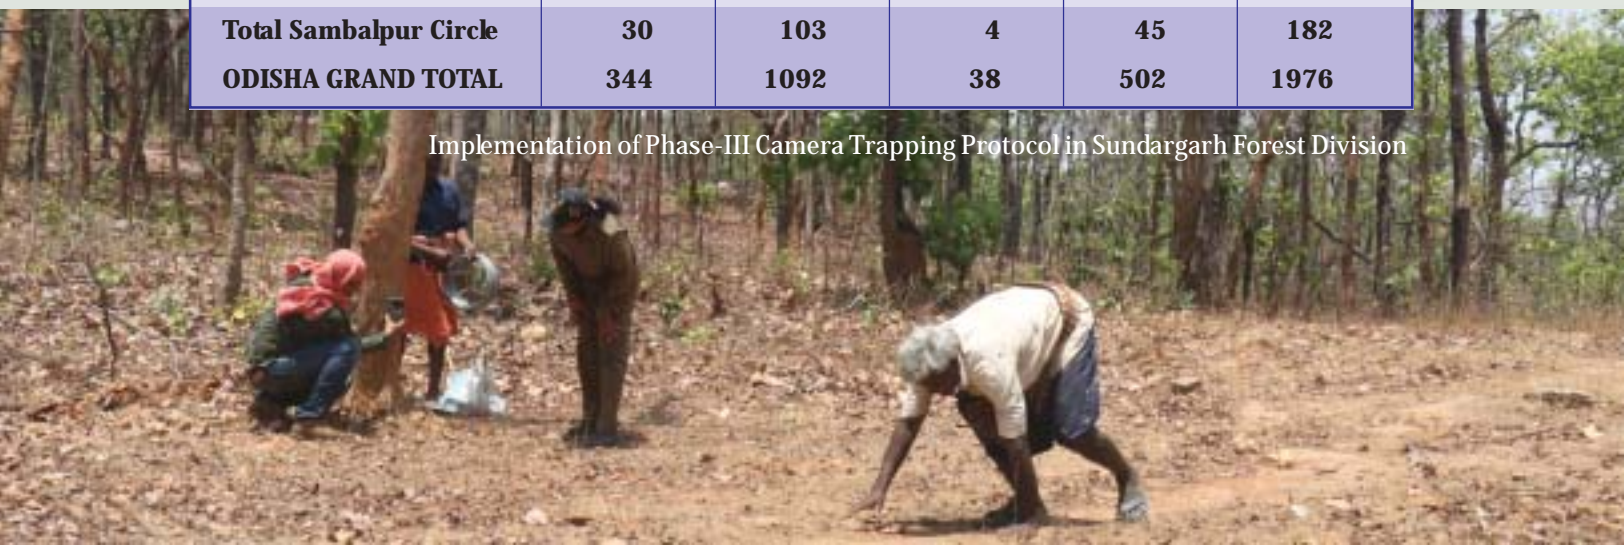 Total Sambalpur Circle 30 103 4 45 182
ODISHA GRAND TOTAL 344 1092 38 502 1976
Implementation of Phase-III Camera Trapping Protocol in Sundargarh Forest Division